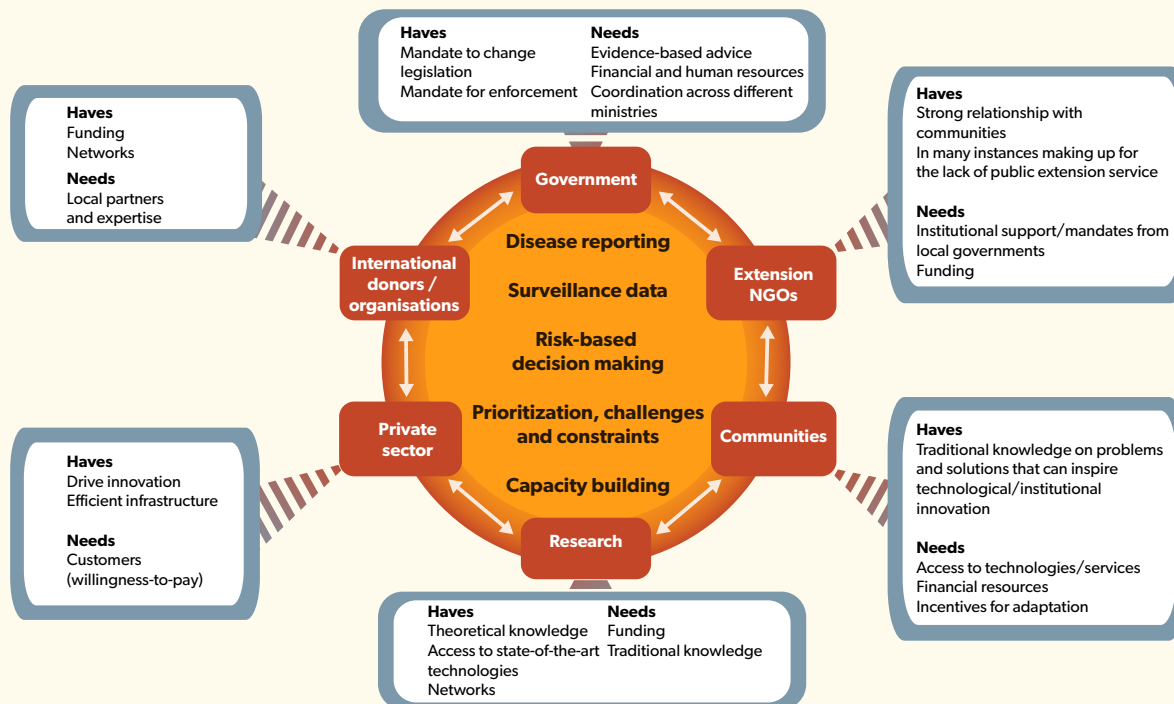 Haves
Mandate to change
legislation
Mandate for enforcement
Needs
Evidence-based advice
Financial and human resources
Coordination across different
ministries
Haves
Funding
Networks
Needs
Local partners
and expertise
Haves
Strong relationship with
communities
In many instances making up for
the lack of public extension service
Needs
Institutional support/mandates from
local governments
Funding
Government
International
donors /
organisations
Extension
NGOs
Disease reporting
Surveillance data
Risk-based
decision making
Prioritization, challenges
and constraints
Capacity building
Private
sector
Communities
Research
Haves
Drive innovation
Efficient infrastructure
Needs
Customers
(willingness-to-pay)
Haves
Traditional knowledge on problems
and solutions that can inspire
technological/institutional
innovation
Needs
Access to technologies/services
Financial resources
Incentives for adaptation
Haves
Theoretical knowledge
Access to state-of-the-art
technologies
Networks
Needs
Funding
Traditional knowledge